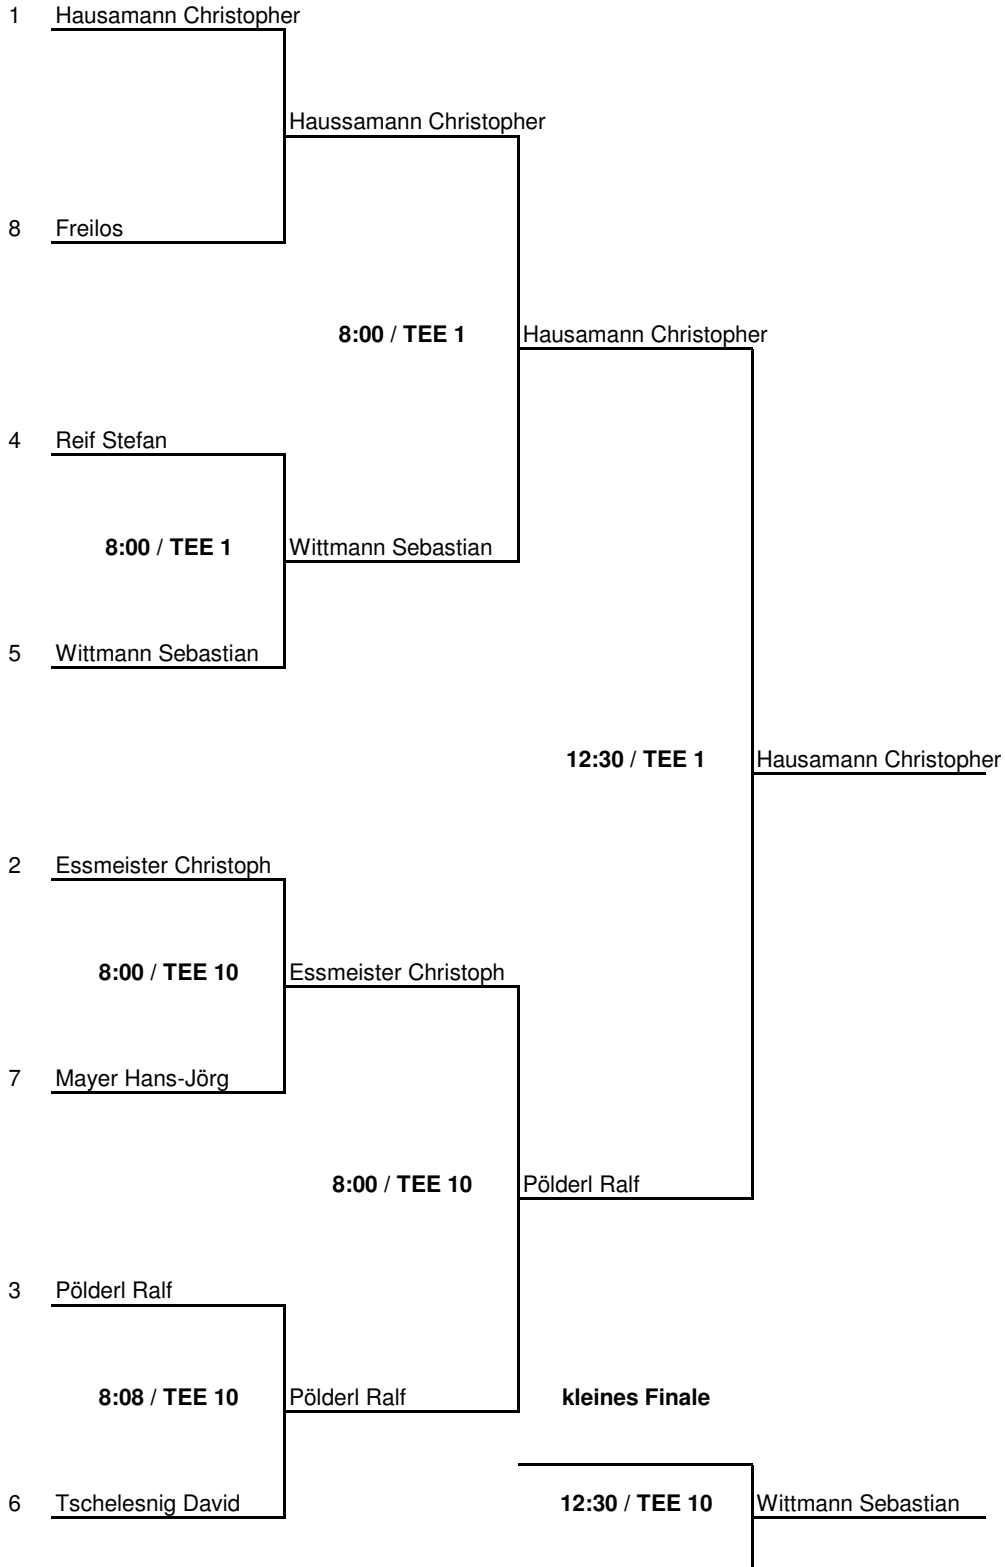 1 Hausamann Christopher
Haussamann Christopher
8 Freilos
8:00 / TEE 1 Hausamann Christopher
4 Reif Stefan
8:00 / TEE 1 Wittmann Sebastian
5 Wittmann Sebastian
12:30 / TEE 1 Hausamann Christopher
2 Essmeister Christoph
8:00 / TEE 10 Essmeister Christoph
7 Mayer Hans-Jörg
8:00 / TEE 10 Pölderl Ralf
3 Pölderl Ralf
8:08 / TEE 10 Pölderl Ralf kleines Finale
6 Tschelesnig David 12:30 / TEE 10 Wittmann Sebastian